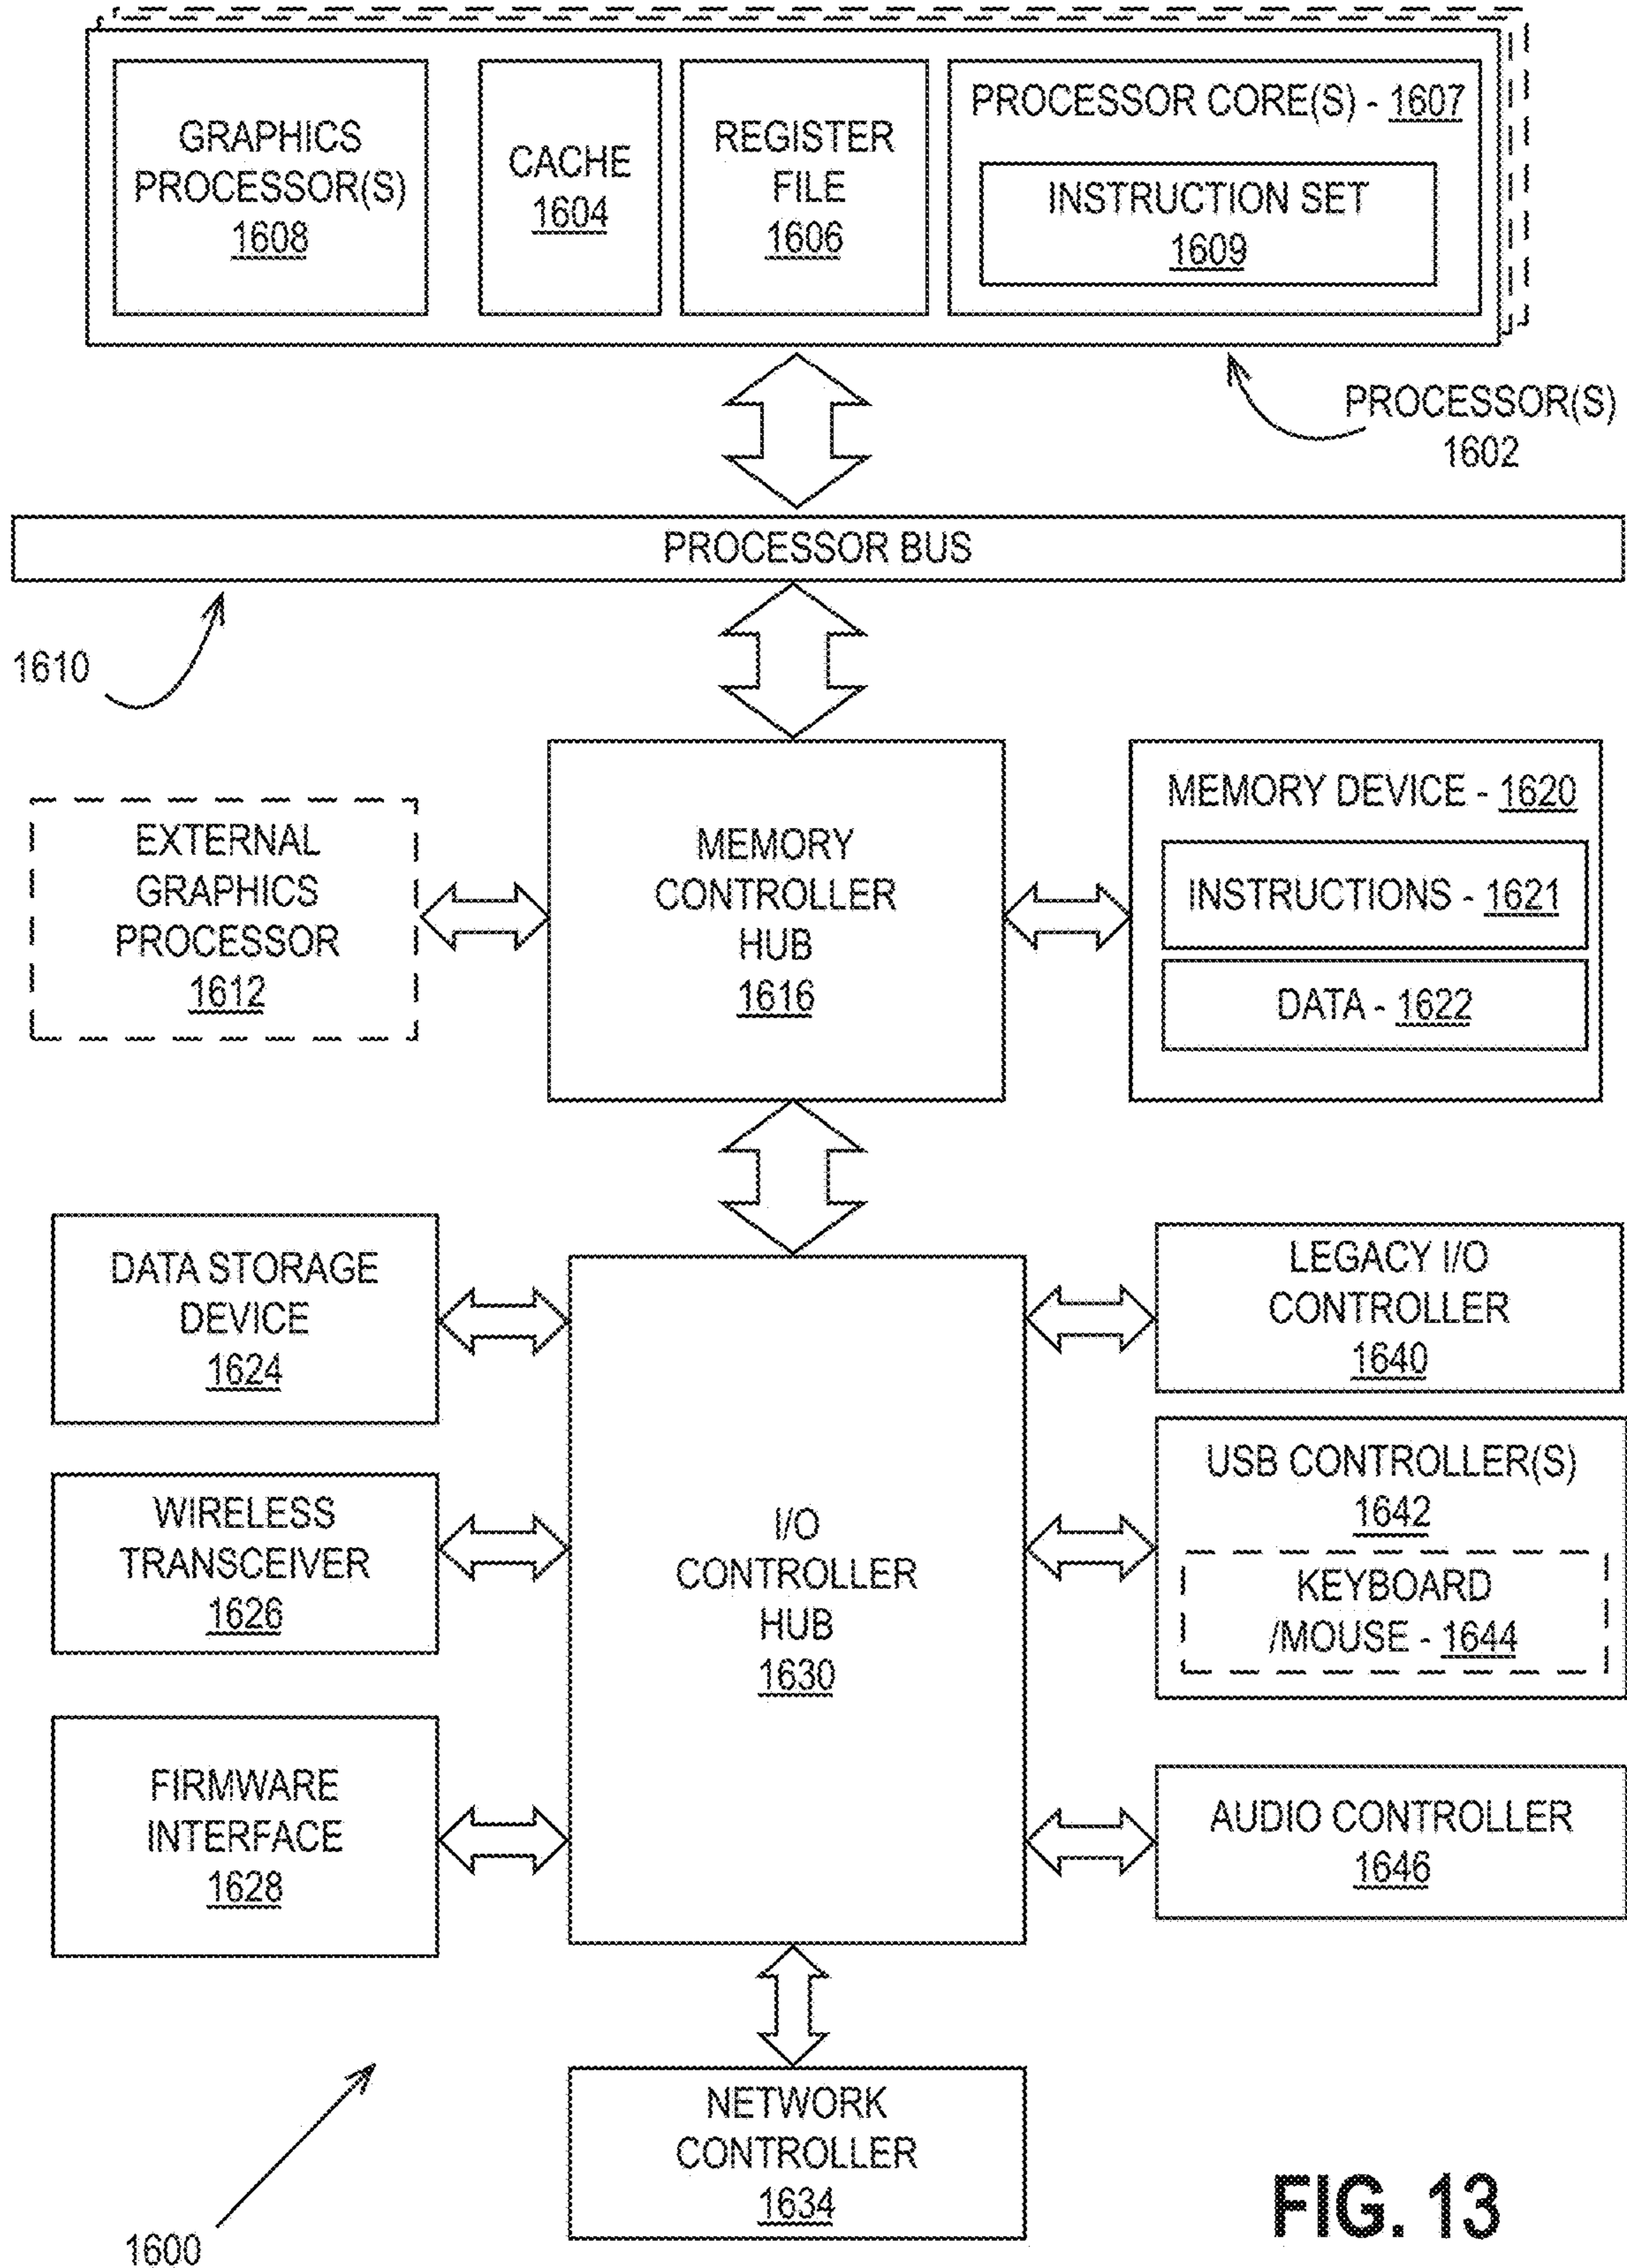 GRAPHICS
PROCESSOR(S)
1608
CACHE
1604
REGISTER
FILE
1606
PROCESSOR CORE(S) - 1607
INSTRUCTION SET
1609
PROCESSOR(S)
1602
PROCESSOR BUS
1610
EXTERNAL
GRAPHICS
PROCESSOR
1612
MEMORY
CONTROLLER
HUB
1616
MEMORY DEVICE - 1620
INSTRUCTIONS - 1621
DATA - 1622
DATA STORAGE
DEVICE
1624
LEGACY I/O
CONTROLLER
1640
WIRELESS
TRANSCEIVER
1626
I/O
CONTROLLER
HUB
1630
USB CONTROLLER(S)
1642
KEYBOARD
/MOUSE - 1644
FIRMWARE
INTERFACE
1628
AUDIO CONTROLLER
1646
NETWORK
CONTROLLER
1634
1600
FIG. 13